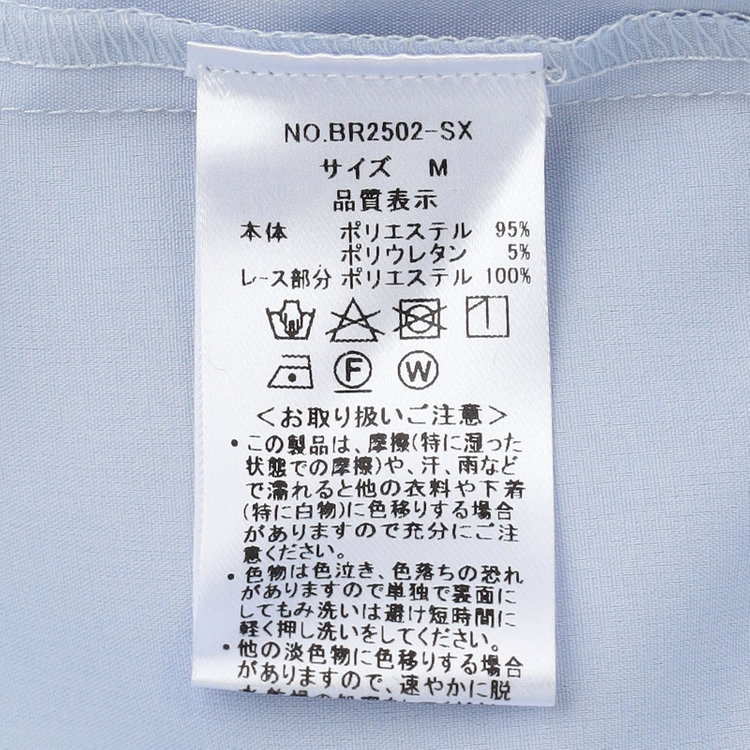 NO.BR2502-SX
サイズ M
品質表示
本体 ポリエステル 95%
ポリウレタン 5%
レース部分 ポリエステル 100%
F W
<お取り扱いご注意>
・この製品は、摩擦(特に湿った
状態での摩擦)や、汗、雨など
で濡れると他の衣料や下着
(特に白物)に色移りする場合
がありますので充分にご注
意ください。
・色物は色泣き、色落ちの恐れ
がありますので単独で裏面に
してもみ洗いは避け短時間に
軽く押し洗いをしてください。
・他の淡色物に色移りする場合
がありますので、速やかに脱